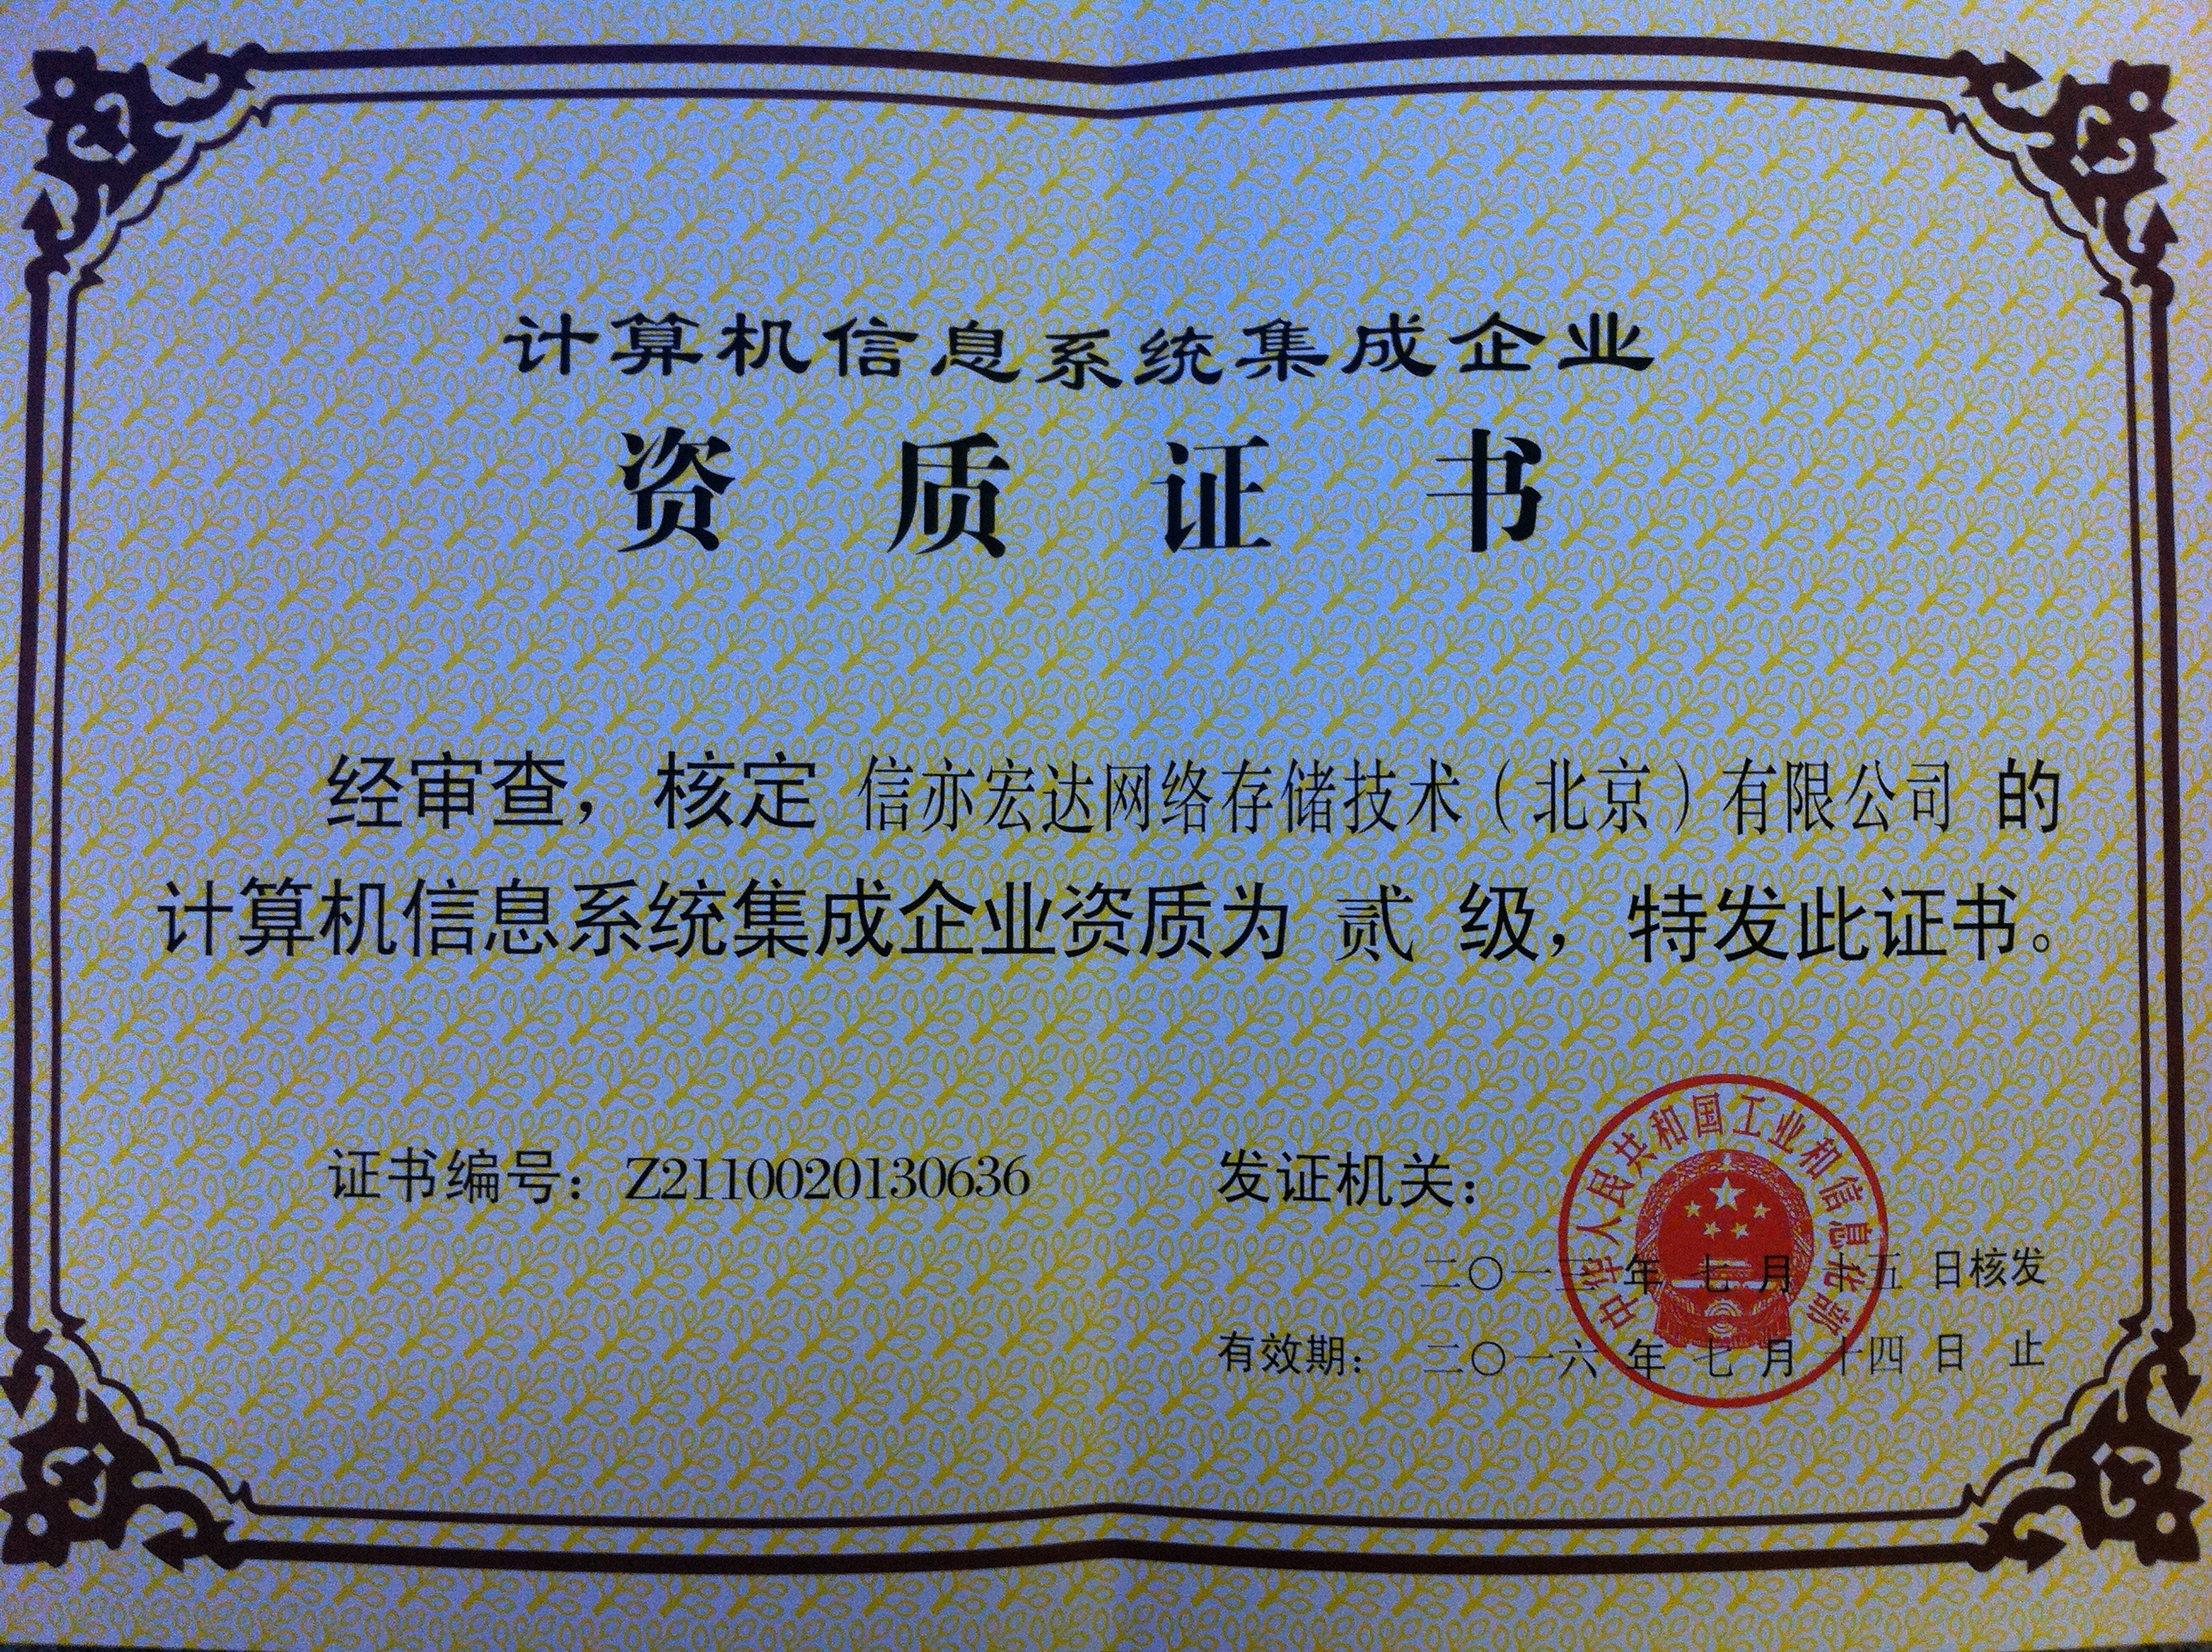 计算机信息系统集成企业
资质证书
经审查，核定 信亦宏达网络存储技术（北京）有限公司 的
计算机信息系统集成企业资质为 贰 级，特发此证书。
证书编号：Z2110020130636
发证机关：
中华人民共和国工业和信息化部
二〇一三年七月十五日核发
有效期：二〇一六年七月十四日止